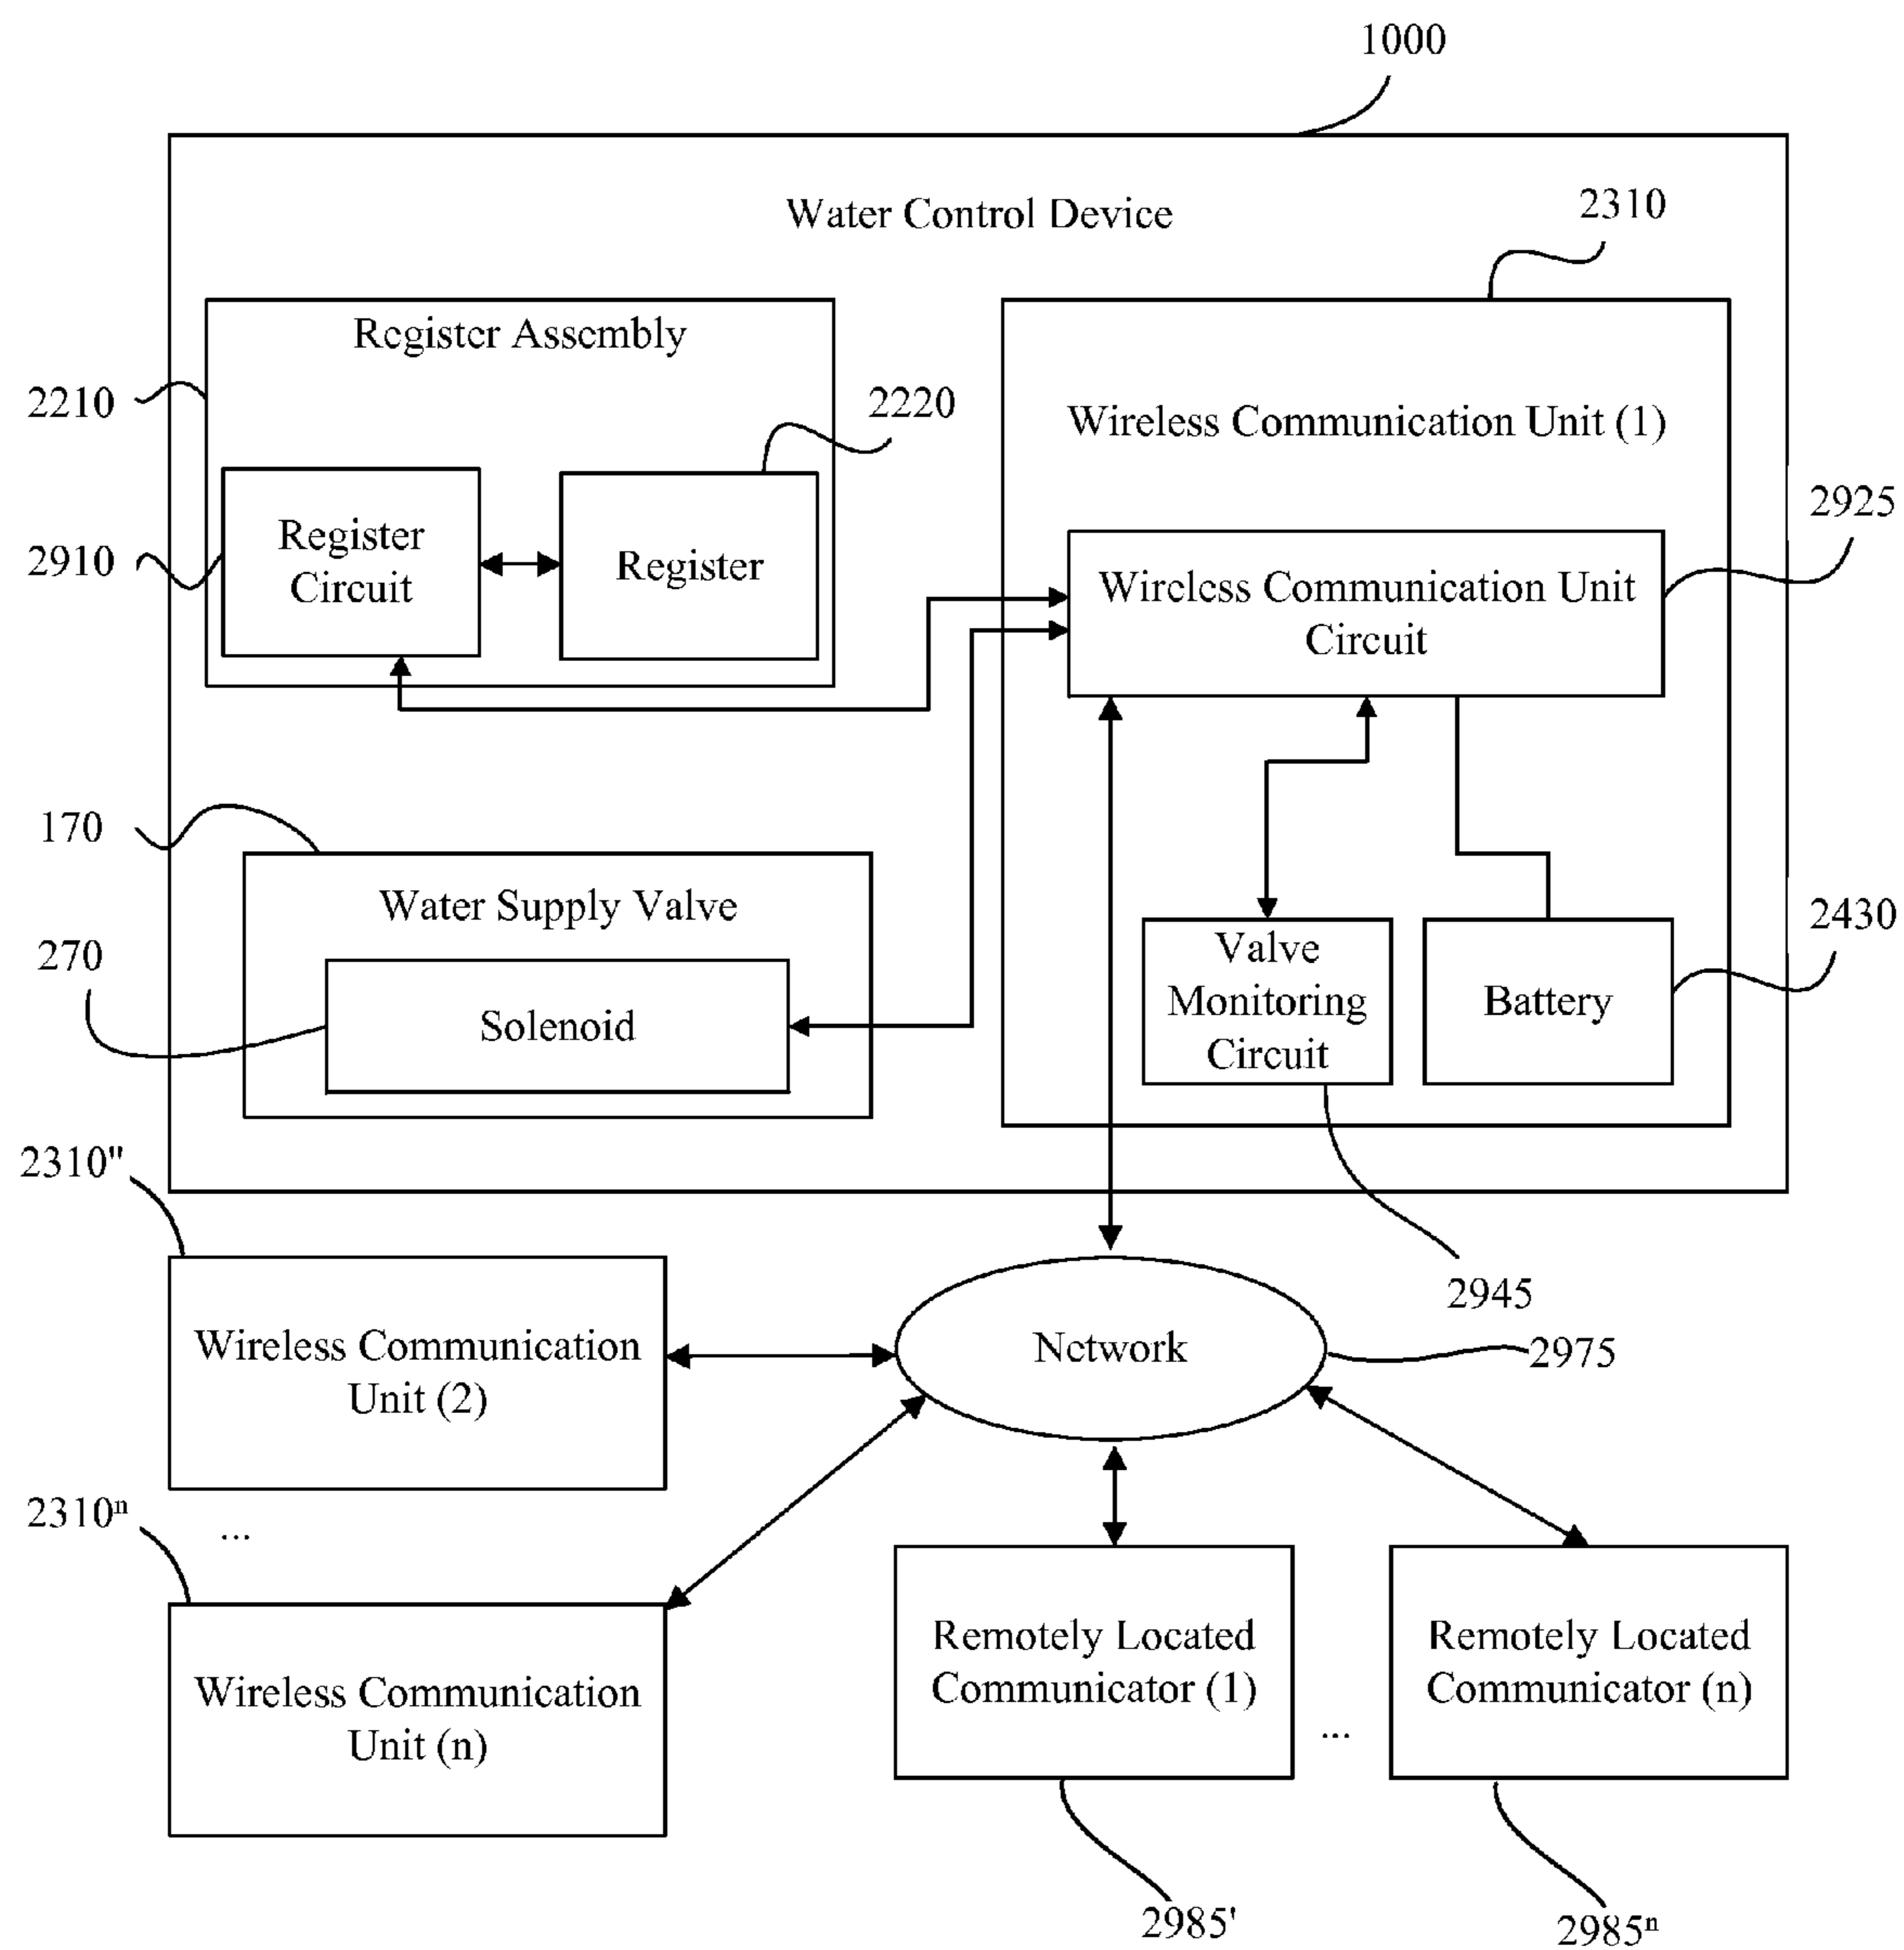 1000
Water Control Device
2310
Register Assembly
2210
2220
Wireless Communication Unit (1)
2925
Register
Circuit
2910
Register
Wireless Communication Unit
Circuit
170
Water Supply Valve
2430
270
Solenoid
Valve
Monitoring
Circuit
Battery
2310"
2945
Wireless Communication
Unit (2)
Network
2975
2310ⁿ
...
Wireless Communication
Unit (n)
Remotely Located
Communicator (1)
...
Remotely Located
Communicator (n)
2985'
2985ⁿ